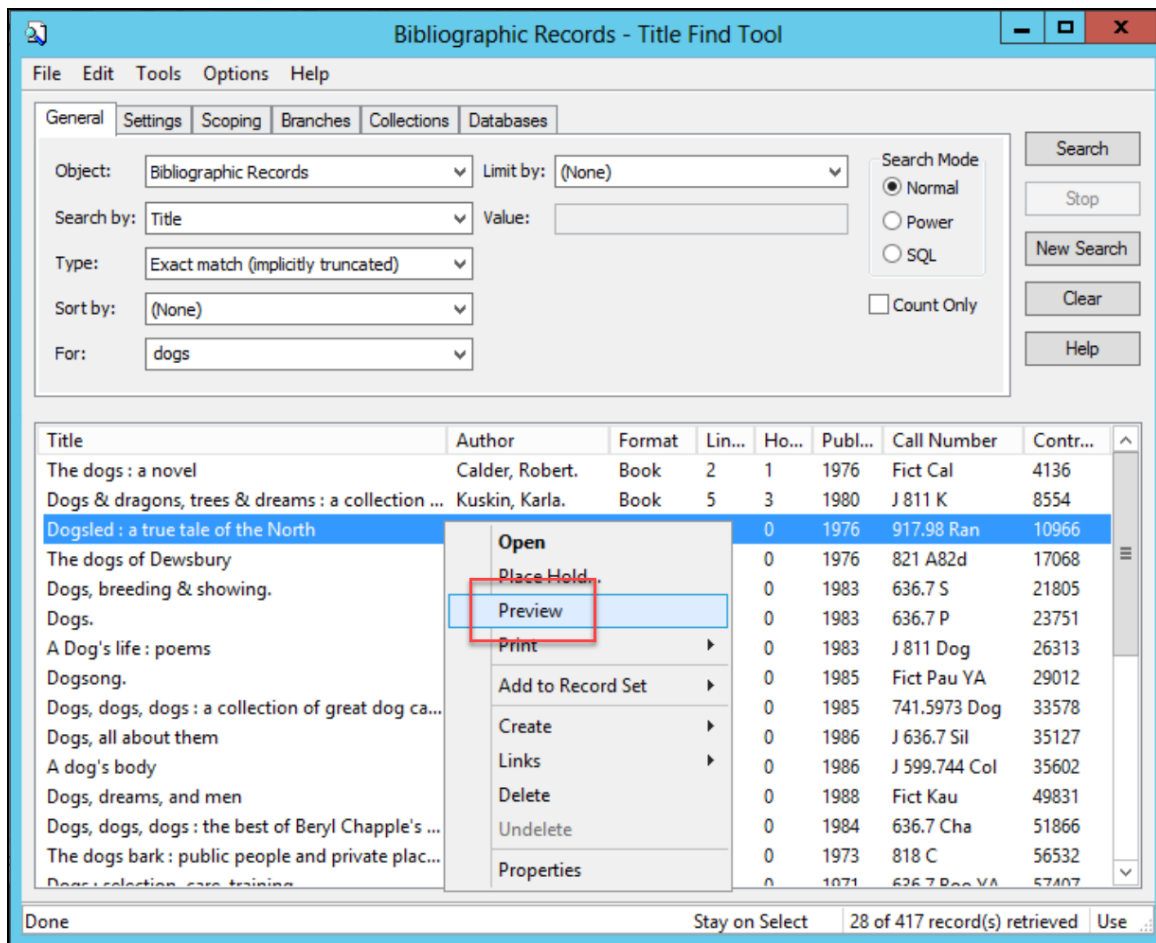 Bibliographic Records - Title Find Tool
File Edit Tools Options Help
General Settings Scoping Branches Collections Databases
Object: Bibliographic Records Limit by: (None) Search Mode Search
Normal
Search by: Title Value: Power Stop
Type: Exact match (implicitly truncated) SQL New Search
Sort by: (None) Count Only Clear
For: dogs Help
Title Author Format Lin... Ho... Publ... Call Number Contr...
The dogs : a novel Calder, Robert. Book 2 1 1976 Fict Cal 4136
Dogs & dragons, trees & dreams : a collection ... Kuskin, Karla. Book 5 3 1980 J 811 K 8554
Dogsled : a true tale of the North 0 1976 917.98 Ran 10966
The dogs of Dewsbury 0 1976 821 A82d 17068
Dogs, breeding & showing. 0 1983 636.7 S 21805
Dogs. 0 1983 636.7 P 23751
A Dog's life : poems 0 1983 J 811 Dog 26313
Dogsong. 0 1985 Fict Pau YA 29012
Dogs, dogs, dogs : a collection of great dog ca... 0 1985 741.5973 Dog 33578
Dogs, all about them 0 1986 J 636.7 Sil 35127
A dog's body 0 1986 J 599.744 Col 35602
Dogs, dreams, and men 0 1988 Fict Kau 49831
Dogs, dogs, dogs : the best of Beryl Chapple's ... 0 1984 636.7 Cha 51866
The dogs bark : public people and private plac... 0 1973 818 C 56532
Dogs : selection, care, training 0 1971 636.7 Roo YA 57407
Open
Place Hold...
Preview
Print
Add to Record Set
Create
Links
Delete
Undelete
Properties
Done Stay on Select 28 of 417 record(s) retrieved Use